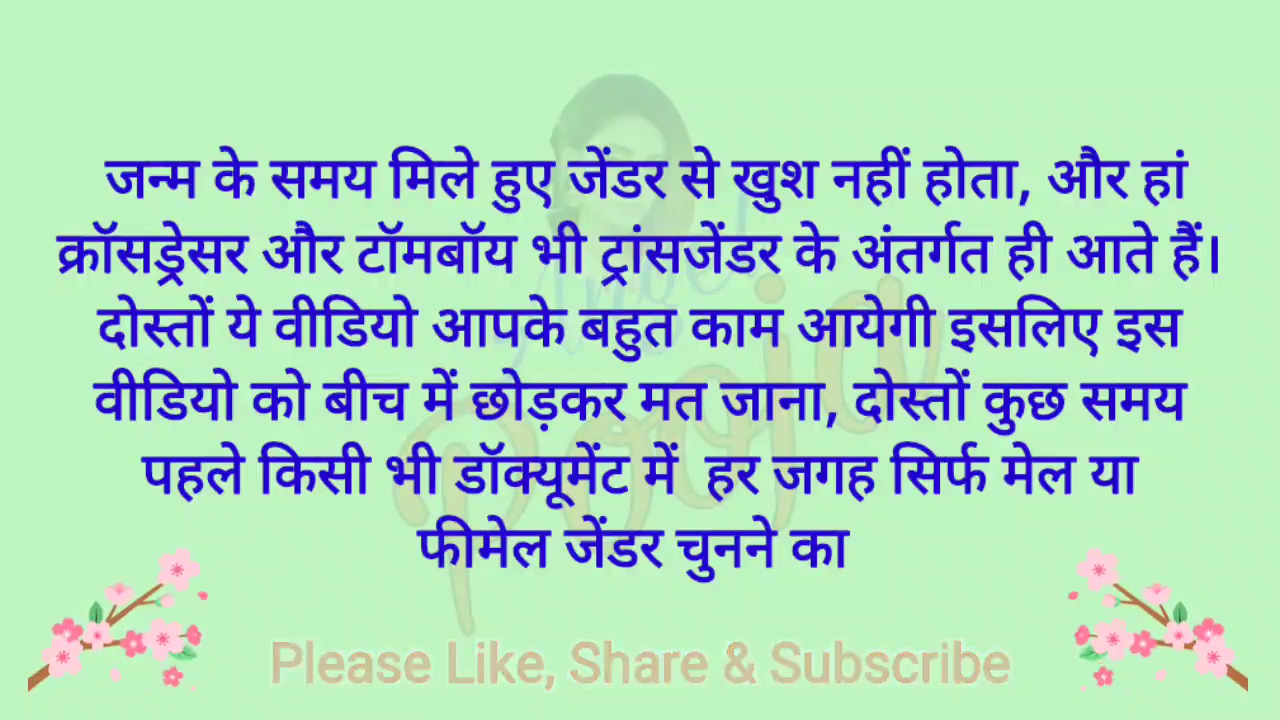 जन्म के समय मिले हुए जेंडर से खुश नहीं होता, और हां
क्रॉसड्रेसर और टॉमबॉय भी ट्रांसजेंडर के अंतर्गत ही आते हैं।
दोस्तों ये वीडियो आपके बहुत काम आयेगी इसलिए इस
वीडियो को बीच में छोड़कर मत जाना, दोस्तों कुछ समय
पहले किसी भी डॉक्यूमेंट में  हर जगह सिर्फ मेल या
फीमेल जेंडर चुनने का
Pooja
Please Like, Share & Subscribe